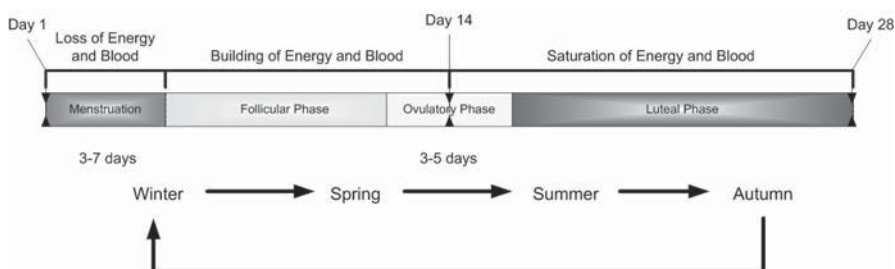 Day 1
Day 14
Day 28
Loss of Energy
and Blood
Building of Energy and Blood
Saturation of Energy and Blood
Menstruation
Follicular Phase
Ovulatory Phase
Luteal Phase
3-7 days
3-5 days
Winter
Spring
Summer
Autumn